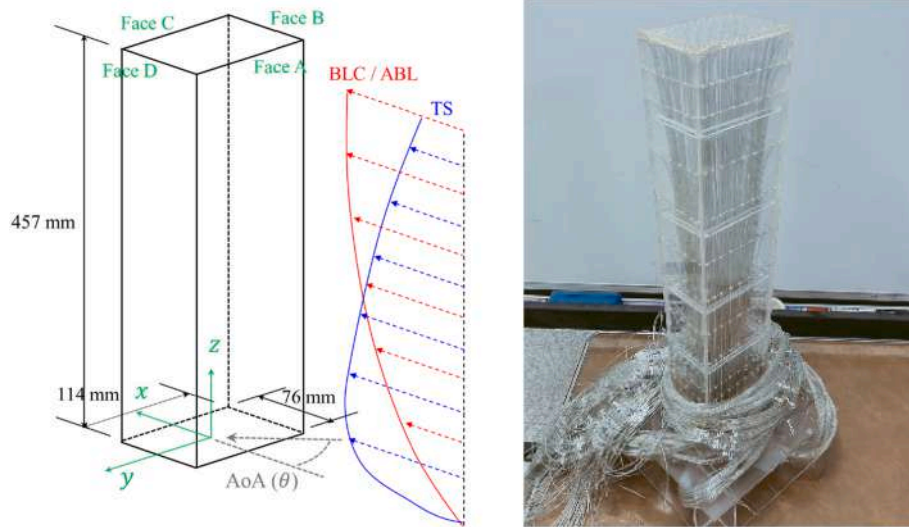 Face C
Face B
Face D
Face A
BLC / ABL
TS
457 mm
z
114 mm
x
76 mm
y
AoA (θ)